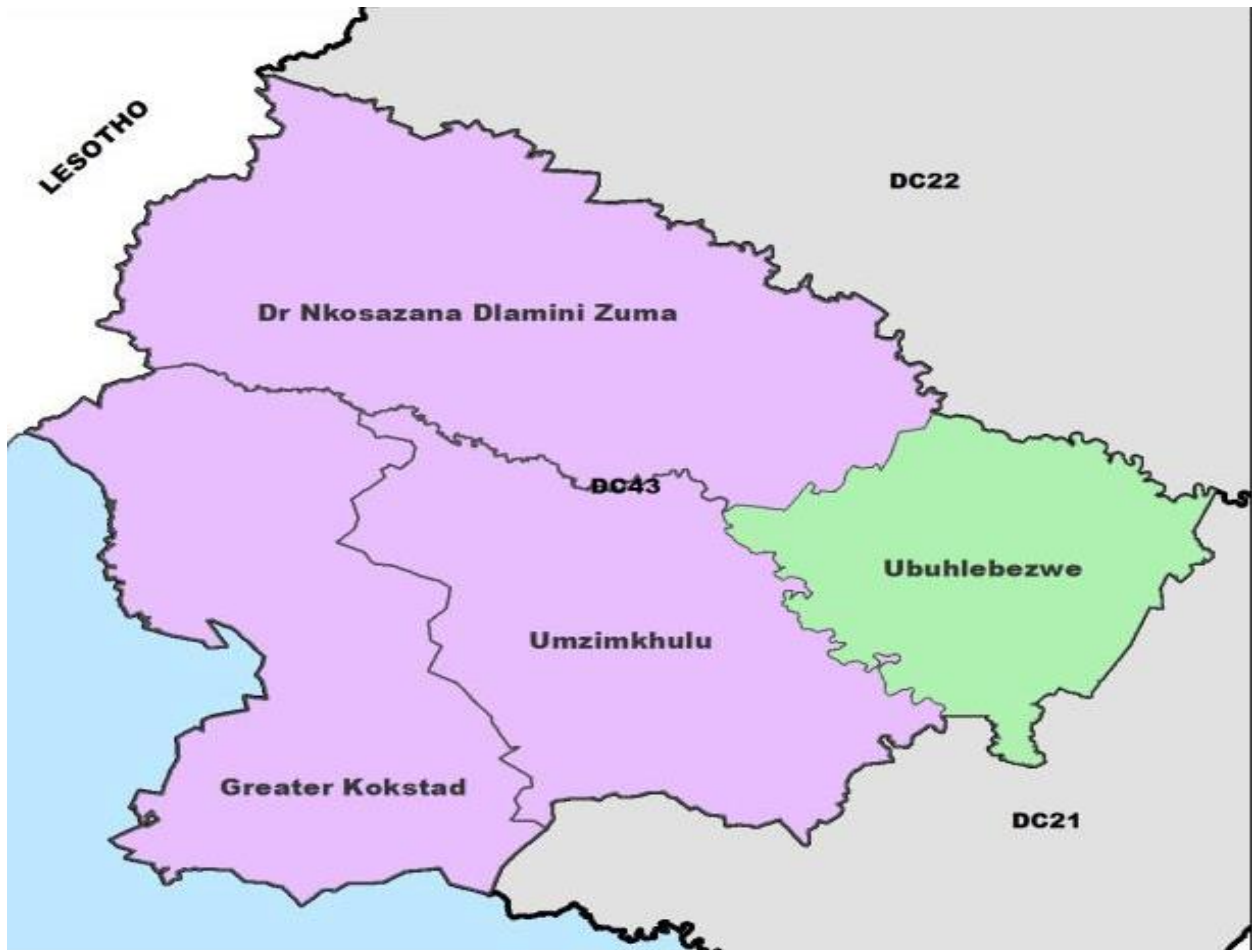 LESOTHO
DC22
Dr Nkosazana Dlamini Zuma
DC43
Ubuhlebezwe
Umzimkhulu
Greater Kokstad
DC21